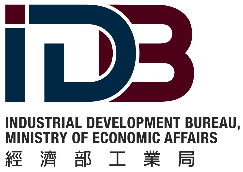 iDB
INDUSTRIAL DEVELOPMENT BUREAU,
MINISTRY OF ECONOMIC AFFAIRS
經濟部工業局